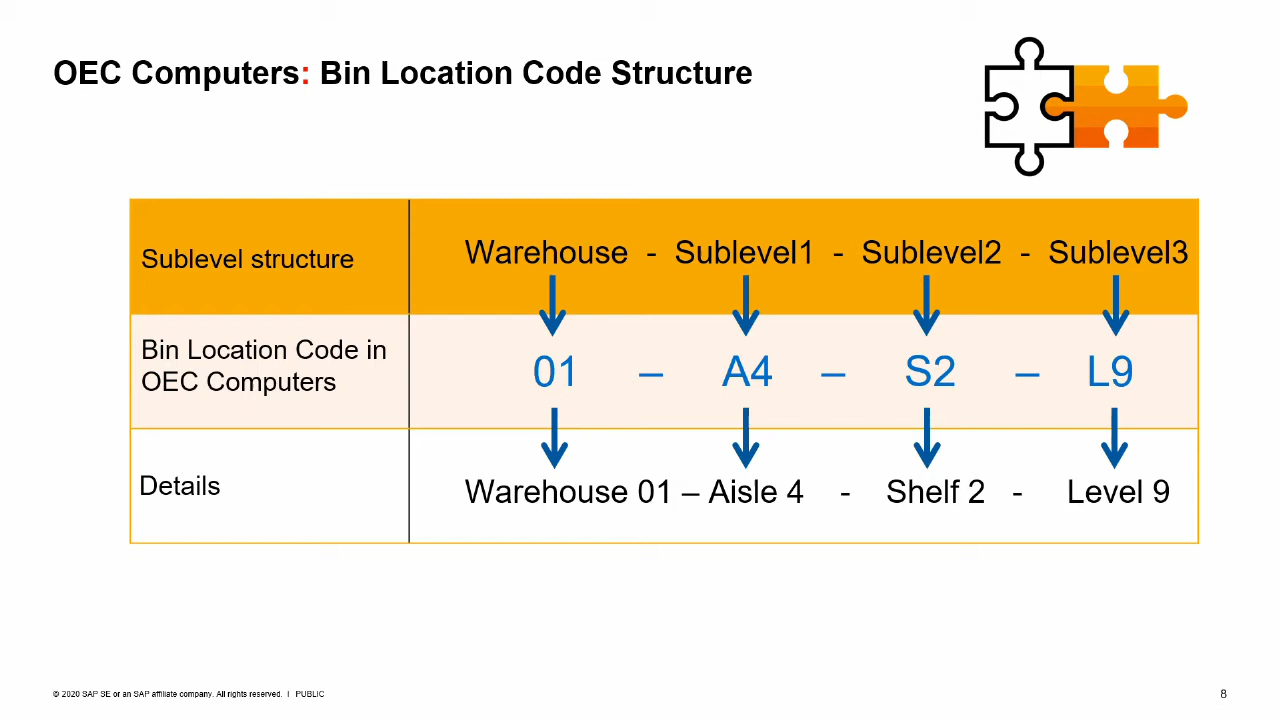 OEC Computers: Bin Location Code Structure
Sublevel structure
Warehouse - Sublevel1 - Sublevel2 - Sublevel3
Bin Location Code in
OEC Computers
01 – A4 – S2 – L9
Details
Warehouse 01 – Aisle 4 - Shelf 2 - Level 9
© 2020 SAP SE or an SAP affiliate company. All rights reserved. I PUBLIC
8